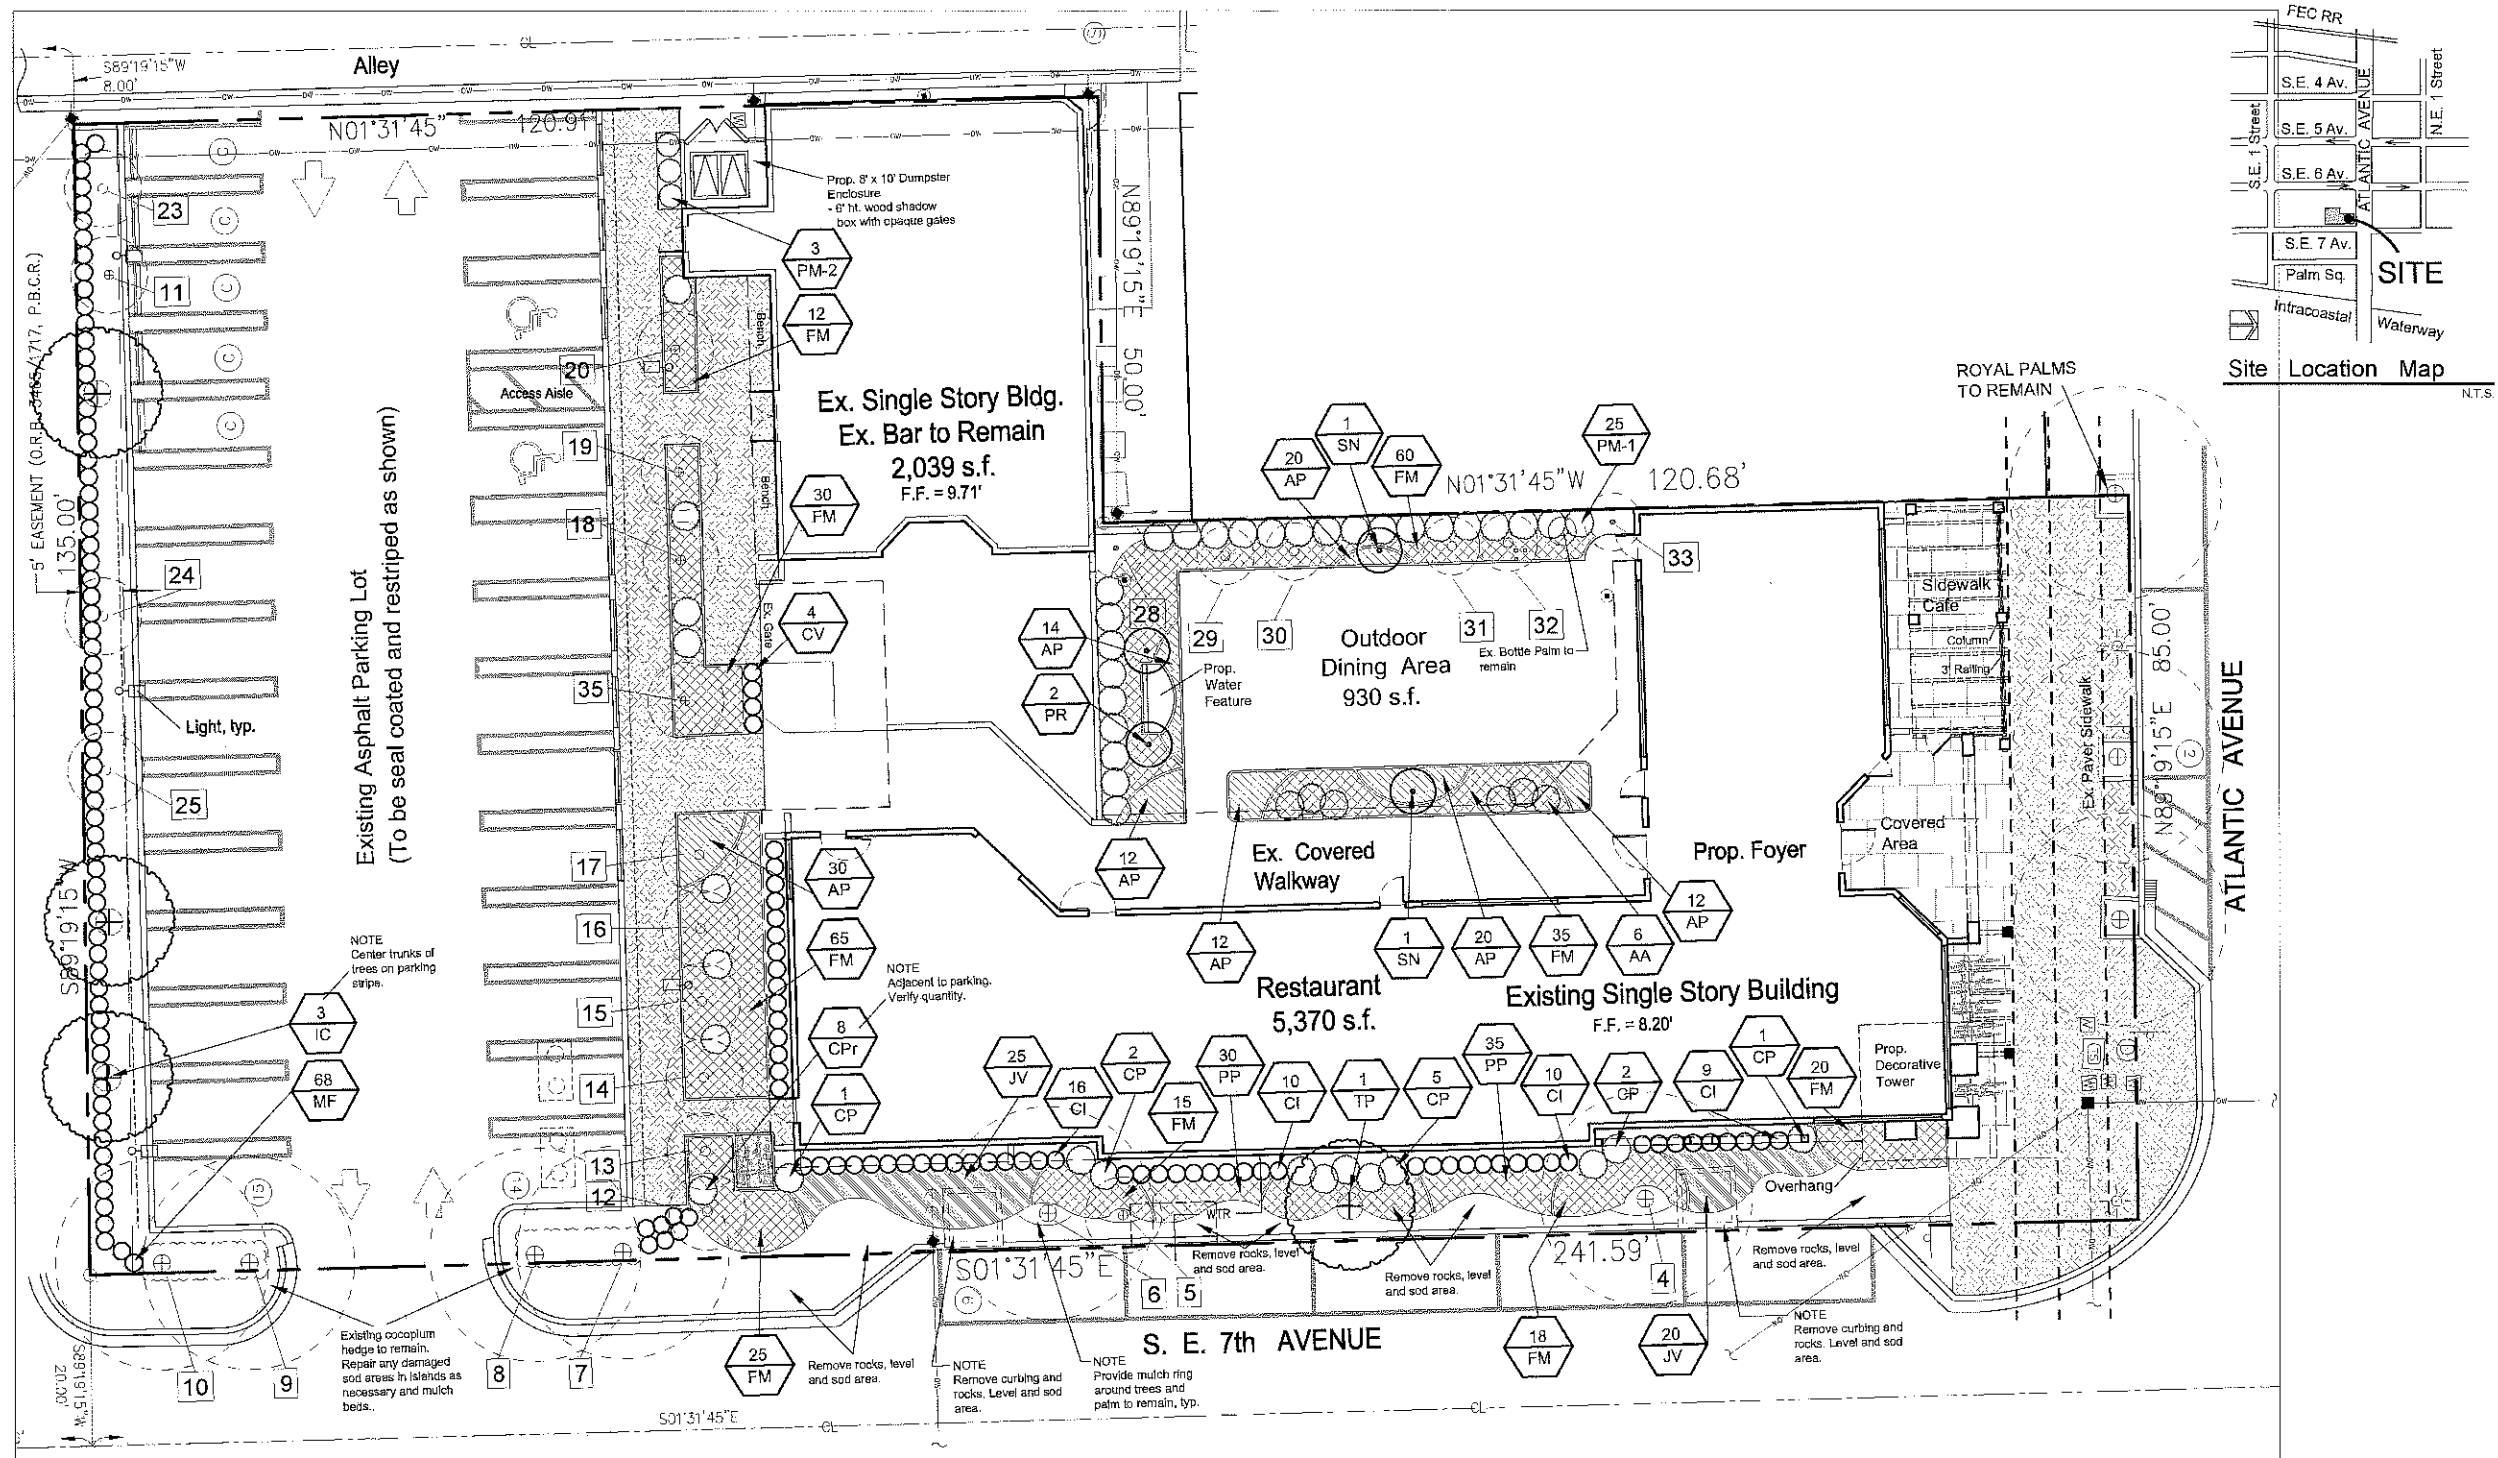 CL
S89°19'15"W
8.00'
Alley
N01°31'45"
120.91'
23
11
5' EASEMENT (O.R.B. 3465/1717, P.B.C.R.)
135.00'
S89°19'15"W
24
25
Light, typ.
Existing Asphalt Parking Lot
(To be seal coated and restriped as shown)
Access Aisle
20
19
18
35
17
16
15
14
13
12
Prop. 8' x 10' Dumpster
Enclosure
- 6' ht. wood shadow
box with opaque gates
3
PM-2
12
FM
Bench
Bench
Ex. Gate
Ex. Single Story Bldg.
Ex. Bar to Remain
2,039 s.f.
F.F. = 9.71'
30
FM
4
CV
N89°19'15"E 50.00'
20
AP
1
SN
60
FM
25
PM-1
N01°31'45"W 120.68'
33
28
29
30
31
32
14
AP
2
PR
Prop.
Water
Feature
Outdoor
Dining Area
930 s.f.
Ex. Bottle Palm to
remain
12
AP
30
AP
65
FM
Ex. Covered
Walkway
Prop. Foyer
12
AP
1
SN
20
AP
35
FM
6
AA
12
AP
Restaurant
5,370 s.f.
Existing Single Story Building
F.F. = 8.20'
NOTE
Center trunks of
trees on parking
stripe.
3
IC
68
MF
NOTE
Adjacent to parking.
Verify quantity.
8
CPr
1
CP
25
JV
16
CI
2
CP
15
FM
30
PP
10
CI
1
TP
5
CP
35
PP
10
CI
2
CP
9
CI
1
CP
20
FM
Prop.
Decorative
Tower
Overhang
WTR
Sidewalk
Cafe
Column
3' Railing
Covered
Area
Ex. Paver Sidewalk
N89°19'15"E 85.00'
ATLANTIC AVENUE
ROYAL PALMS
TO REMAIN
FEC RR
S.E. 4 Av.
S.E. 5 Av.
S.E. 6 Av.
S.E. 7 Av.
Palm Sq.
Intracoastal Waterway
S.E. 1 Street
ATLANTIC AVENUE
N.E. 1 Street
SITE
Site Location Map
N.T.S.
S01°31'45"E
241.59'
Remove rocks, level
and sod area.
Remove rocks, level
and sod area.
Remove rocks, level
and sod area.
6
5
4
S. E. 7th AVENUE
Existing cocoplum
hedge to remain.
Repair any damaged
sod areas in islands as
necessary and mulch
beds..
10
9
8
7
25
FM
Remove rocks, level
and sod area.
NOTE
Remove curbing and
rocks. Level and sod
area.
NOTE
Provide mulch ring
around trees and
palm to remain, typ.
18
FM
20
JV
NOTE
Remove curbing and
rocks. Level and sod
area.
S89°19'15"W
20.00'
S01°31'45"E
CL
CL